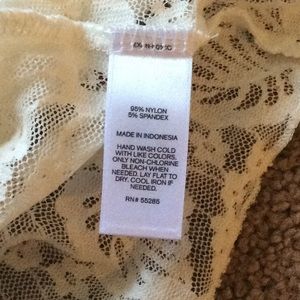 95% NYLON
5% SPANDEX
MADE IN INDONESIA
HAND WASH COLD
WITH LIKE COLORS.
ONLY NON-CHLORINE
BLEACH WHEN
NEEDED. LAY FLAT TO
DRY. COOL IRON IF
NEEDED.
RN# 55285